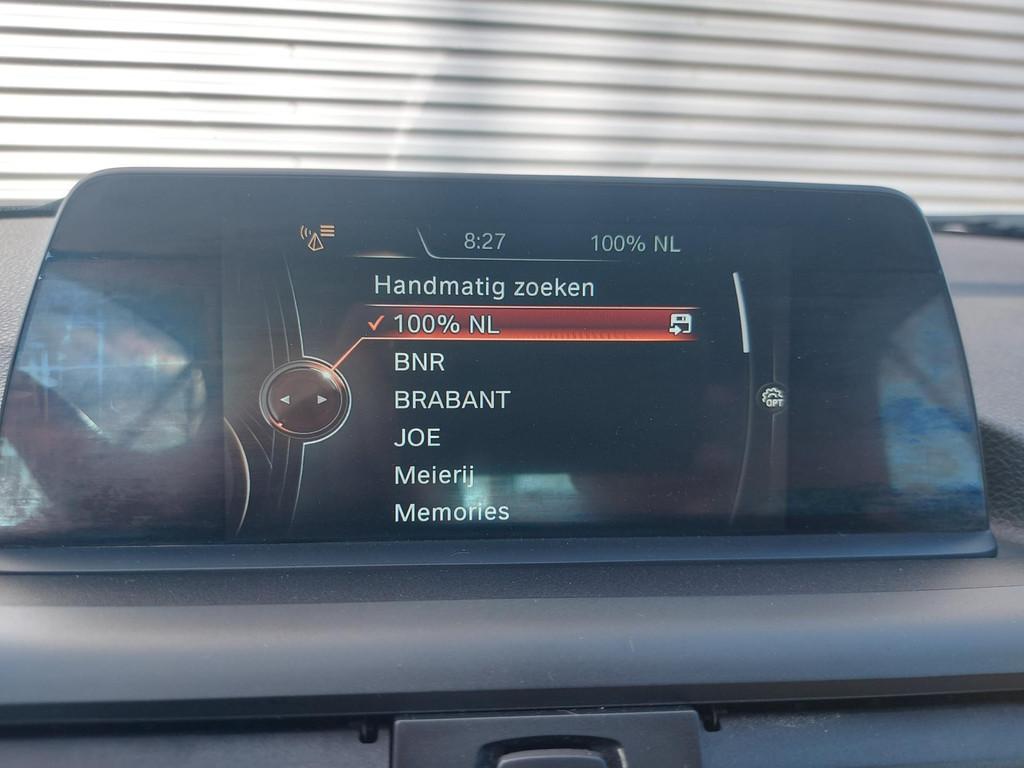 8:27 100% NL
Handmatig zoeken
100% NL
BNR
BRABANT
JOE
Meierij
Memories
OPT